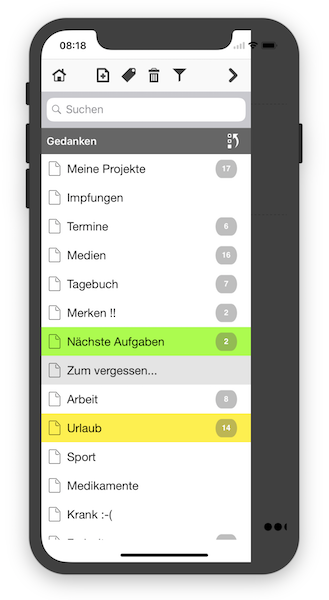 08:18
Suchen
Gedanken
Meine Projekte 17
Impfungen
Termine 6
Medien 16
Tagebuch 7
Merken !! 2
Nächste Aufgaben 2
Zum vergessen...
Arbeit 8
Urlaub 14
Sport
Medikamente
Krank :-(